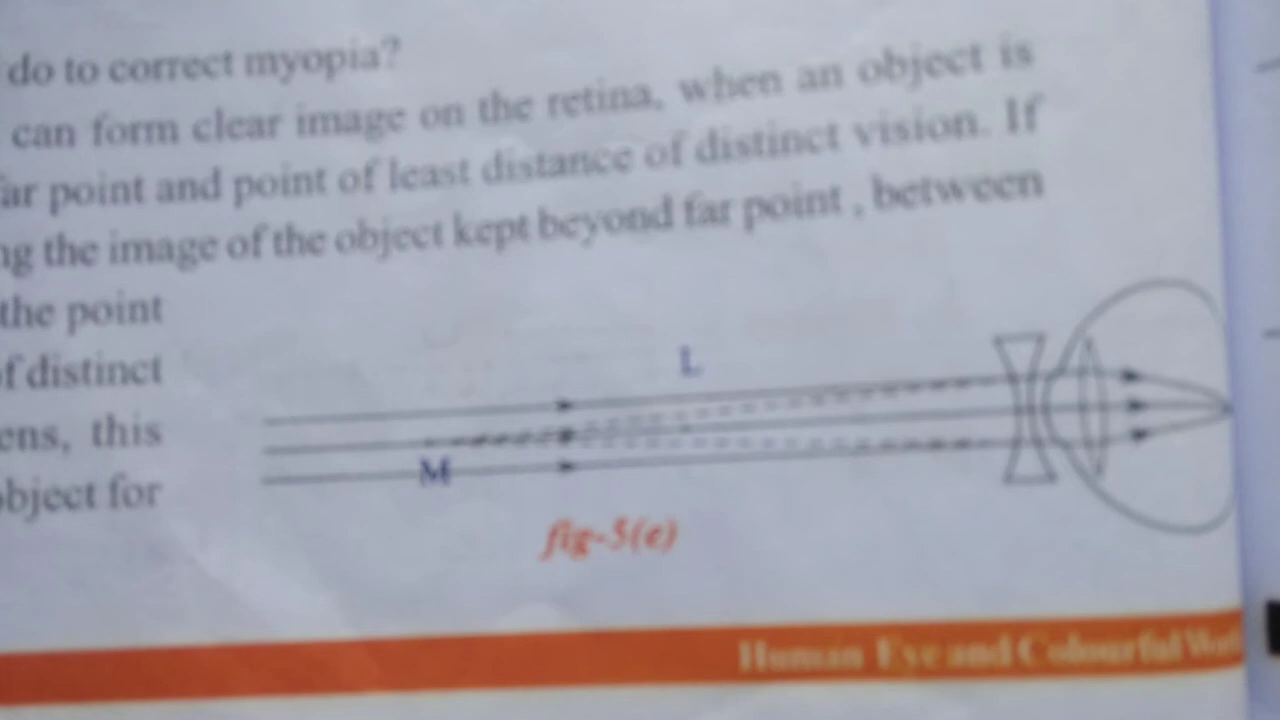 do to correct myopia?
can form clear image on the retina, when an object is
far point and point of least distance of distinct vision. If
ng the image of the object kept beyond far point , between
the point
f distinct
ens, this
bject for
L
M
fig-5(e)
Human Eye and Colourful